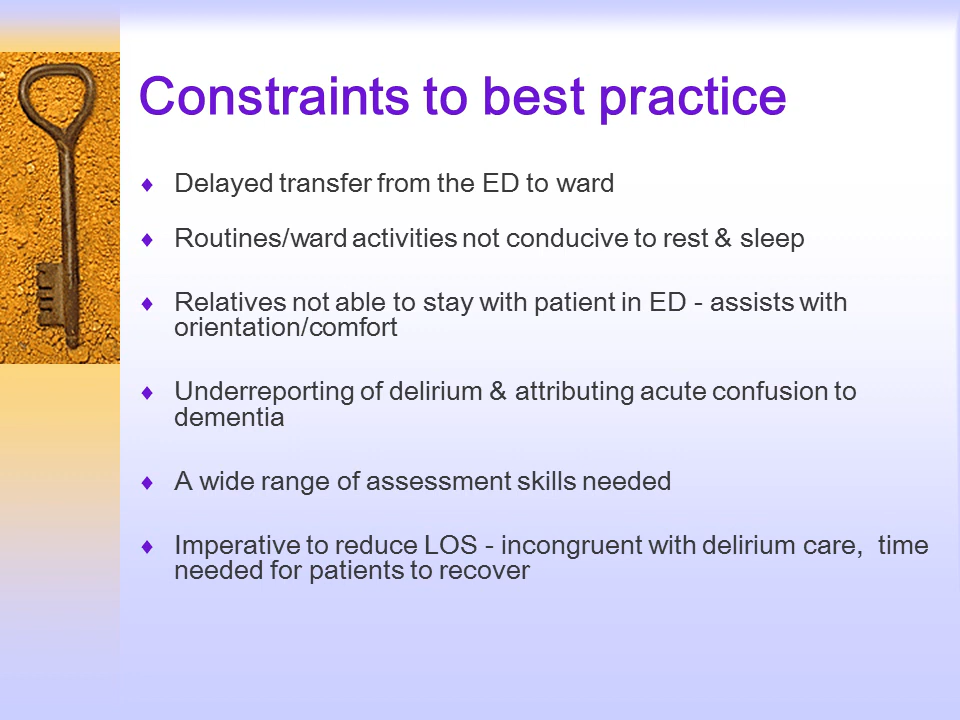 Constraints to best practice
♦ Delayed transfer from the ED to ward
♦ Routines/ward activities not conducive to rest & sleep
♦ Relatives not able to stay with patient in ED - assists with
orientation/comfort
♦ Underreporting of delirium & attributing acute confusion to
dementia
♦ A wide range of assessment skills needed
♦ Imperative to reduce LOS - incongruent with delirium care,  time
needed for patients to recover